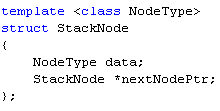 template <class NodeType>
struct StackNode
{
    NodeType data;
    StackNode *nextNodePtr;
};